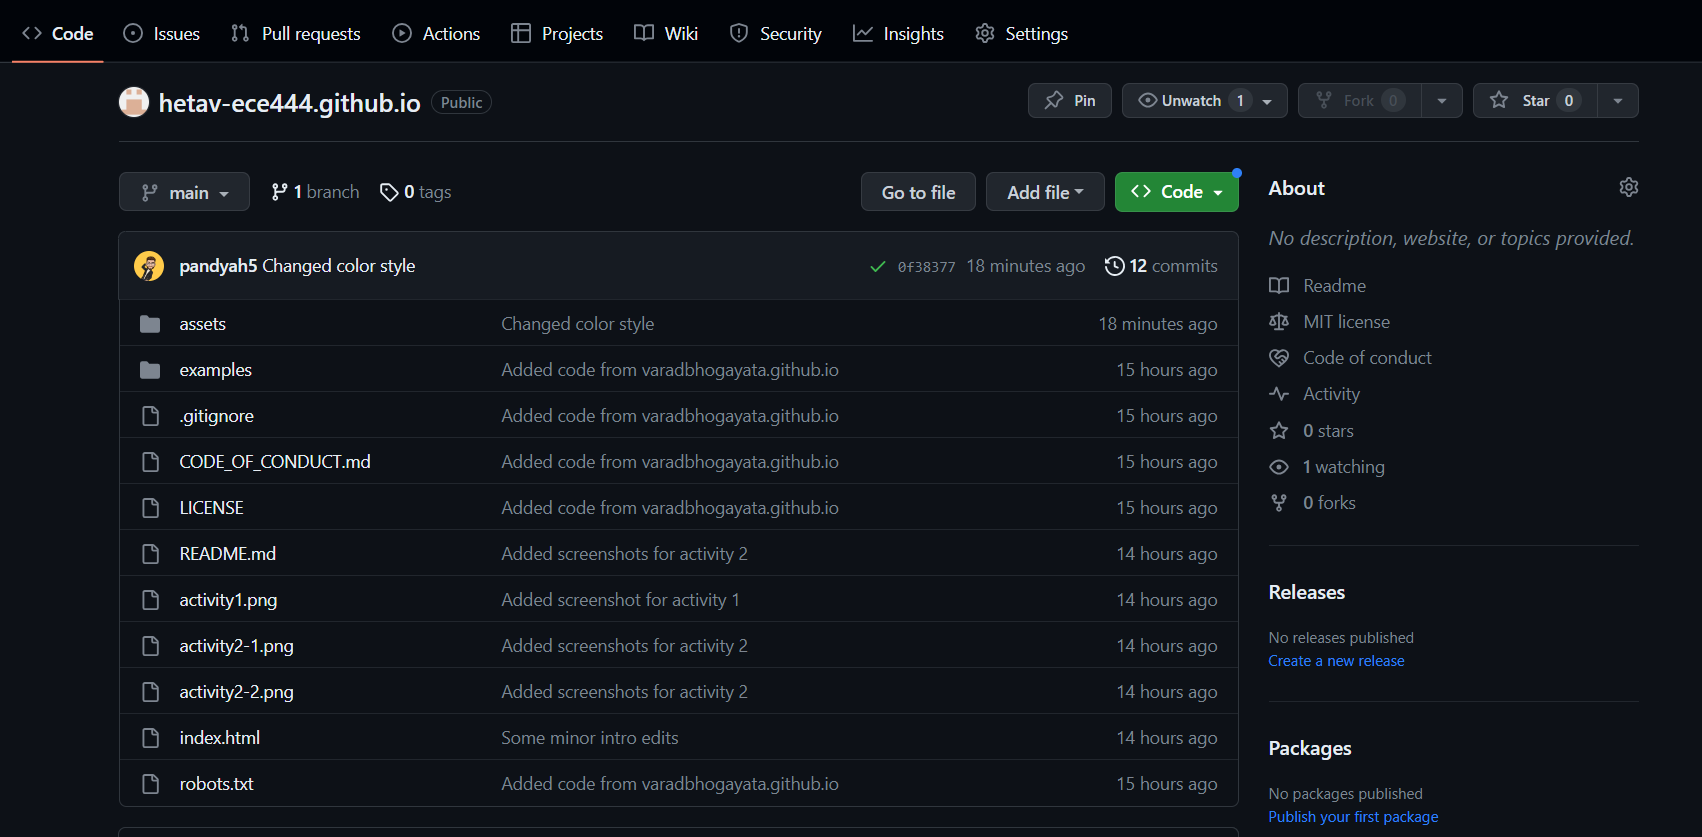 Code Issues Pull requests Actions Projects Wiki Security Insights Settings
hetav-ece444.github.io Public Pin Unwatch 1 Fork 0 Star 0
main 1 branch 0 tags Go to file Add file Code
pandyah5 Changed color style 0f38377 18 minutes ago 12 commits
assets Changed color style 18 minutes ago
examples Added code from varadbhogayata.github.io 15 hours ago
.gitignore Added code from varadbhogayata.github.io 15 hours ago
CODE_OF_CONDUCT.md Added code from varadbhogayata.github.io 15 hours ago
LICENSE Added code from varadbhogayata.github.io 15 hours ago
README.md Added screenshots for activity 2 14 hours ago
activity1.png Added screenshot for activity 1 14 hours ago
activity2-1.png Added screenshots for activity 2 14 hours ago
activity2-2.png Added screenshots for activity 2 14 hours ago
index.html Some minor intro edits 14 hours ago
robots.txt Added code from varadbhogayata.github.io 15 hours ago
About
No description, website, or topics provided.
Readme
MIT license
Code of conduct
Activity
0 stars
1 watching
0 forks
Releases
No releases published
Create a new release
Packages
No packages published
Publish your first package